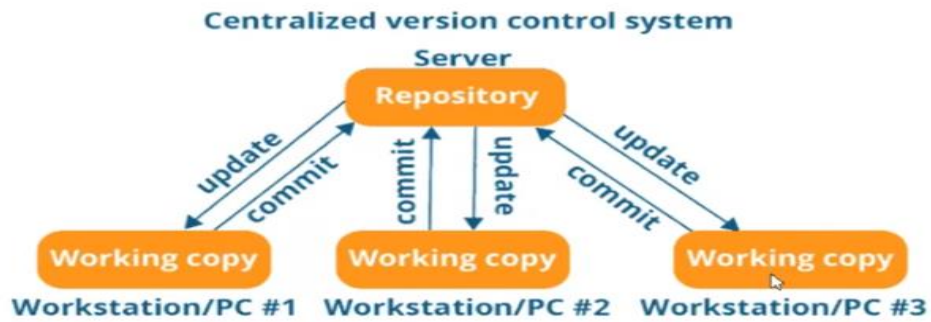 Centralized version control system
Server
Repository
update
commit
commit
update
update
commit
Working copy
Working copy
Working copy
Workstation/PC #1
Workstation/PC #2
Workstation/PC #3